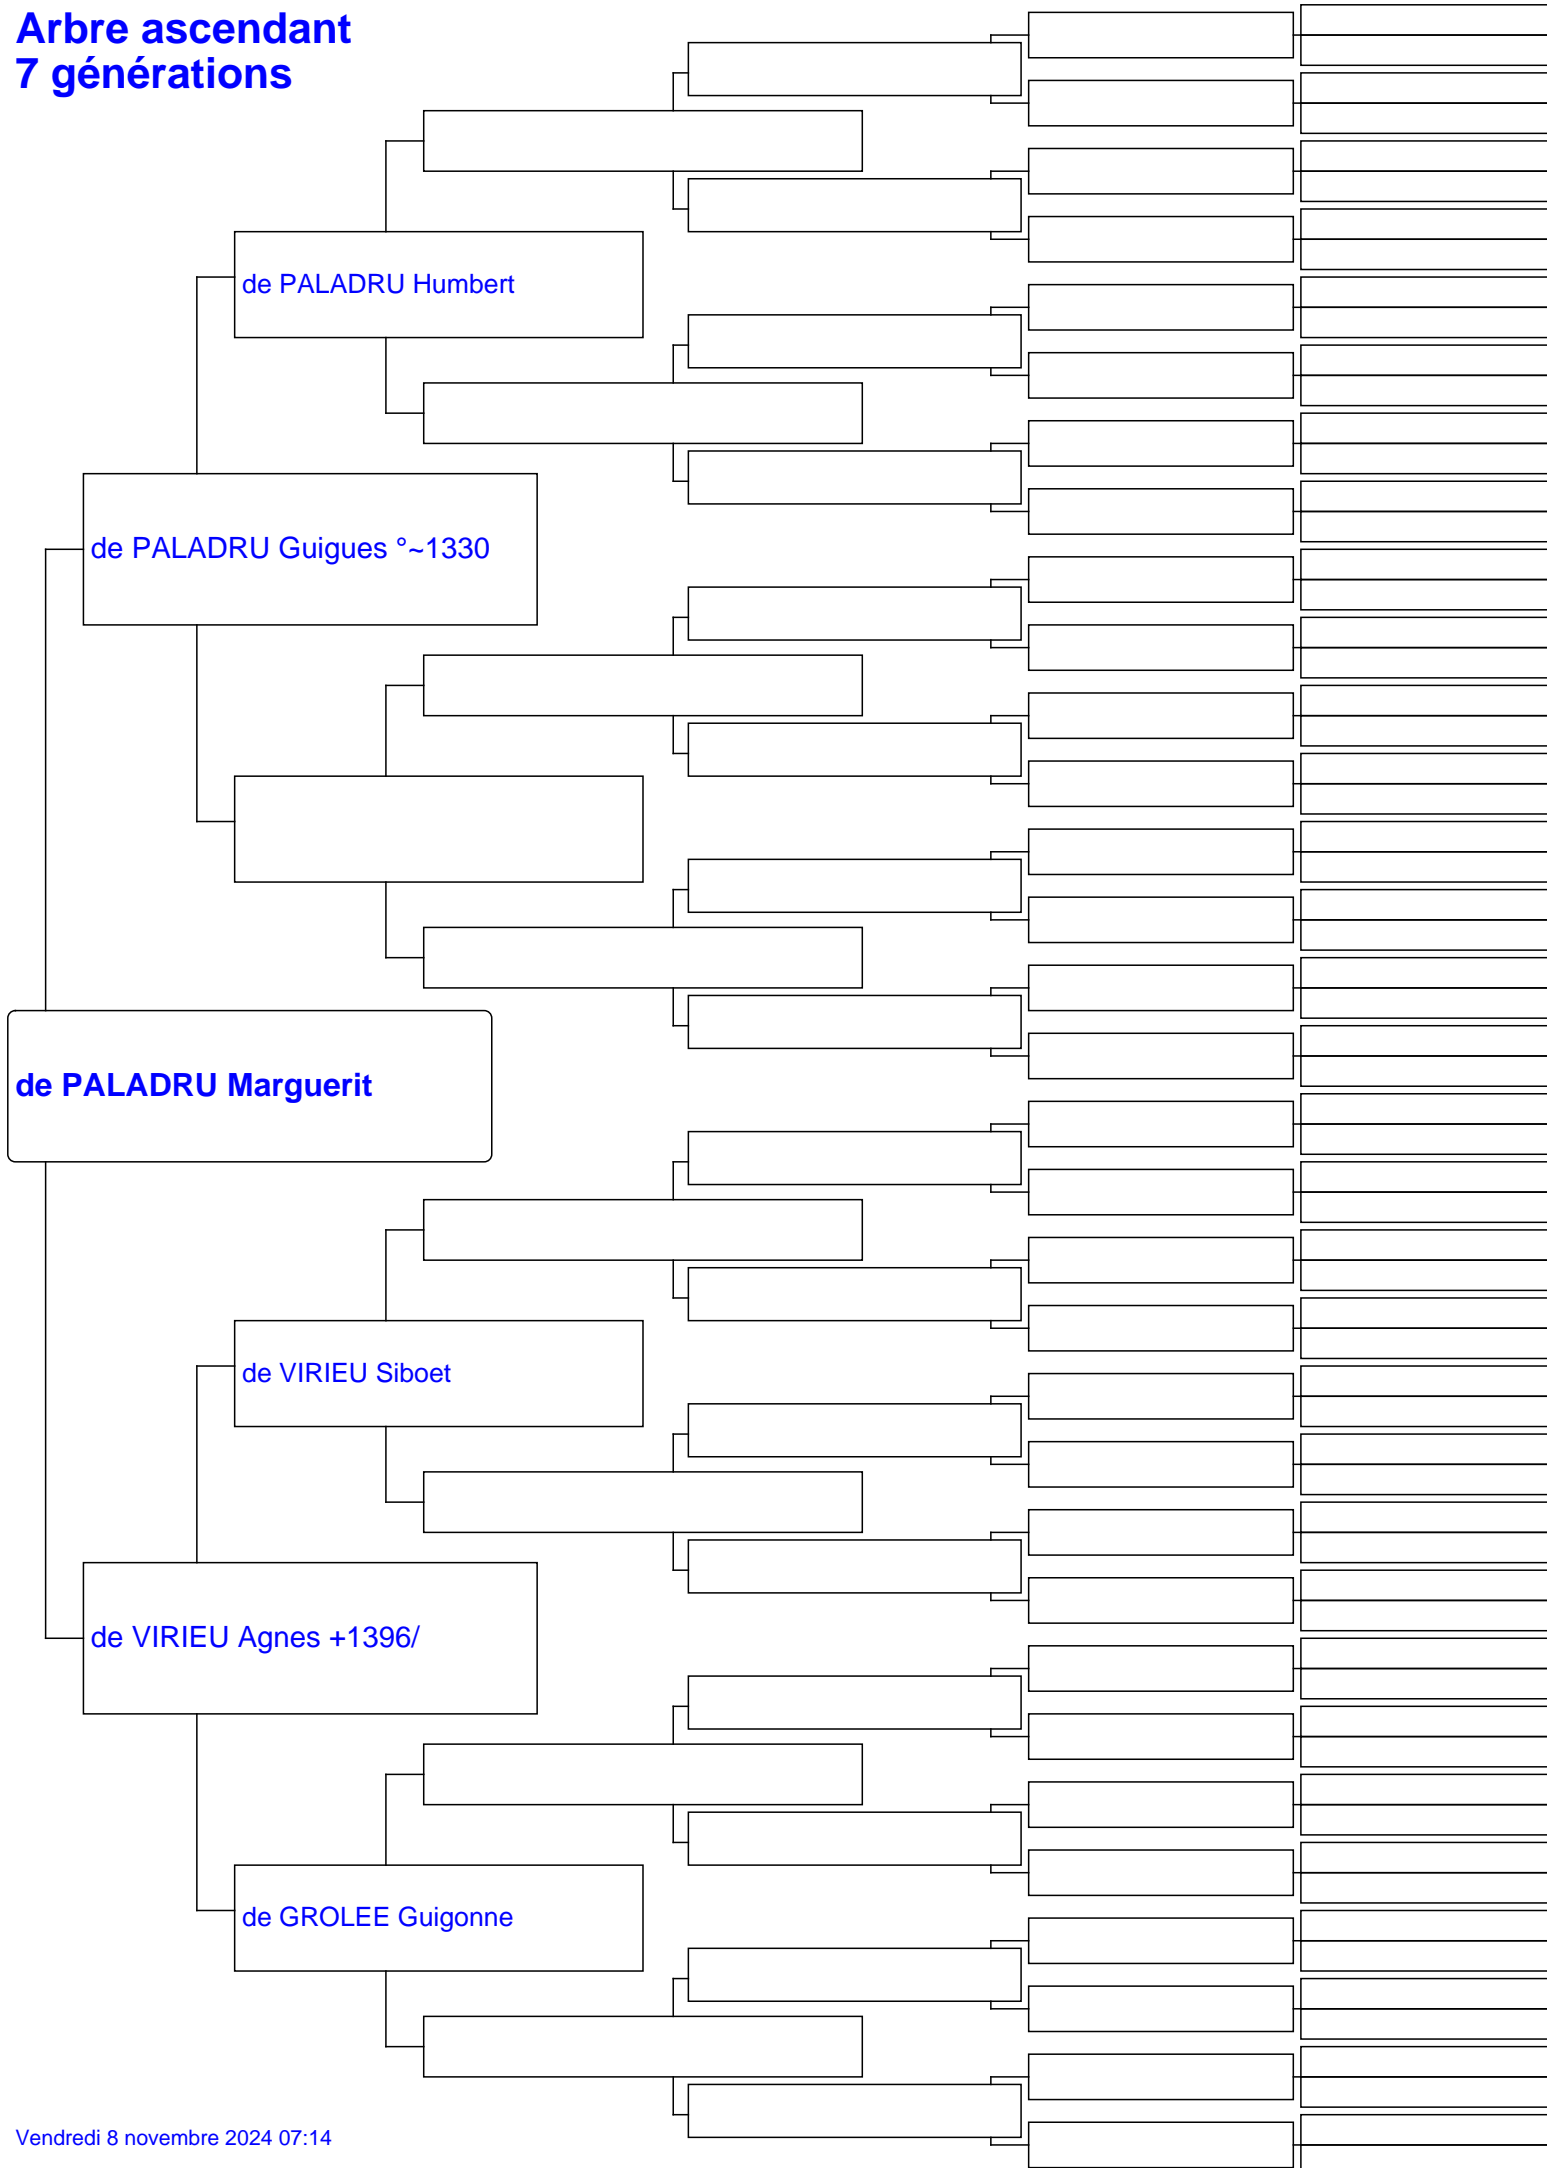 Arbre ascendant
7 générations
de PALADRU Humbert
de PALADRU Guigues °~1330
de PALADRU Marguerit
de VIRIEU Siboet
de VIRIEU Agnes +1396/
de GROLEE Guigonne
Vendredi 8 novembre 2024 07:14